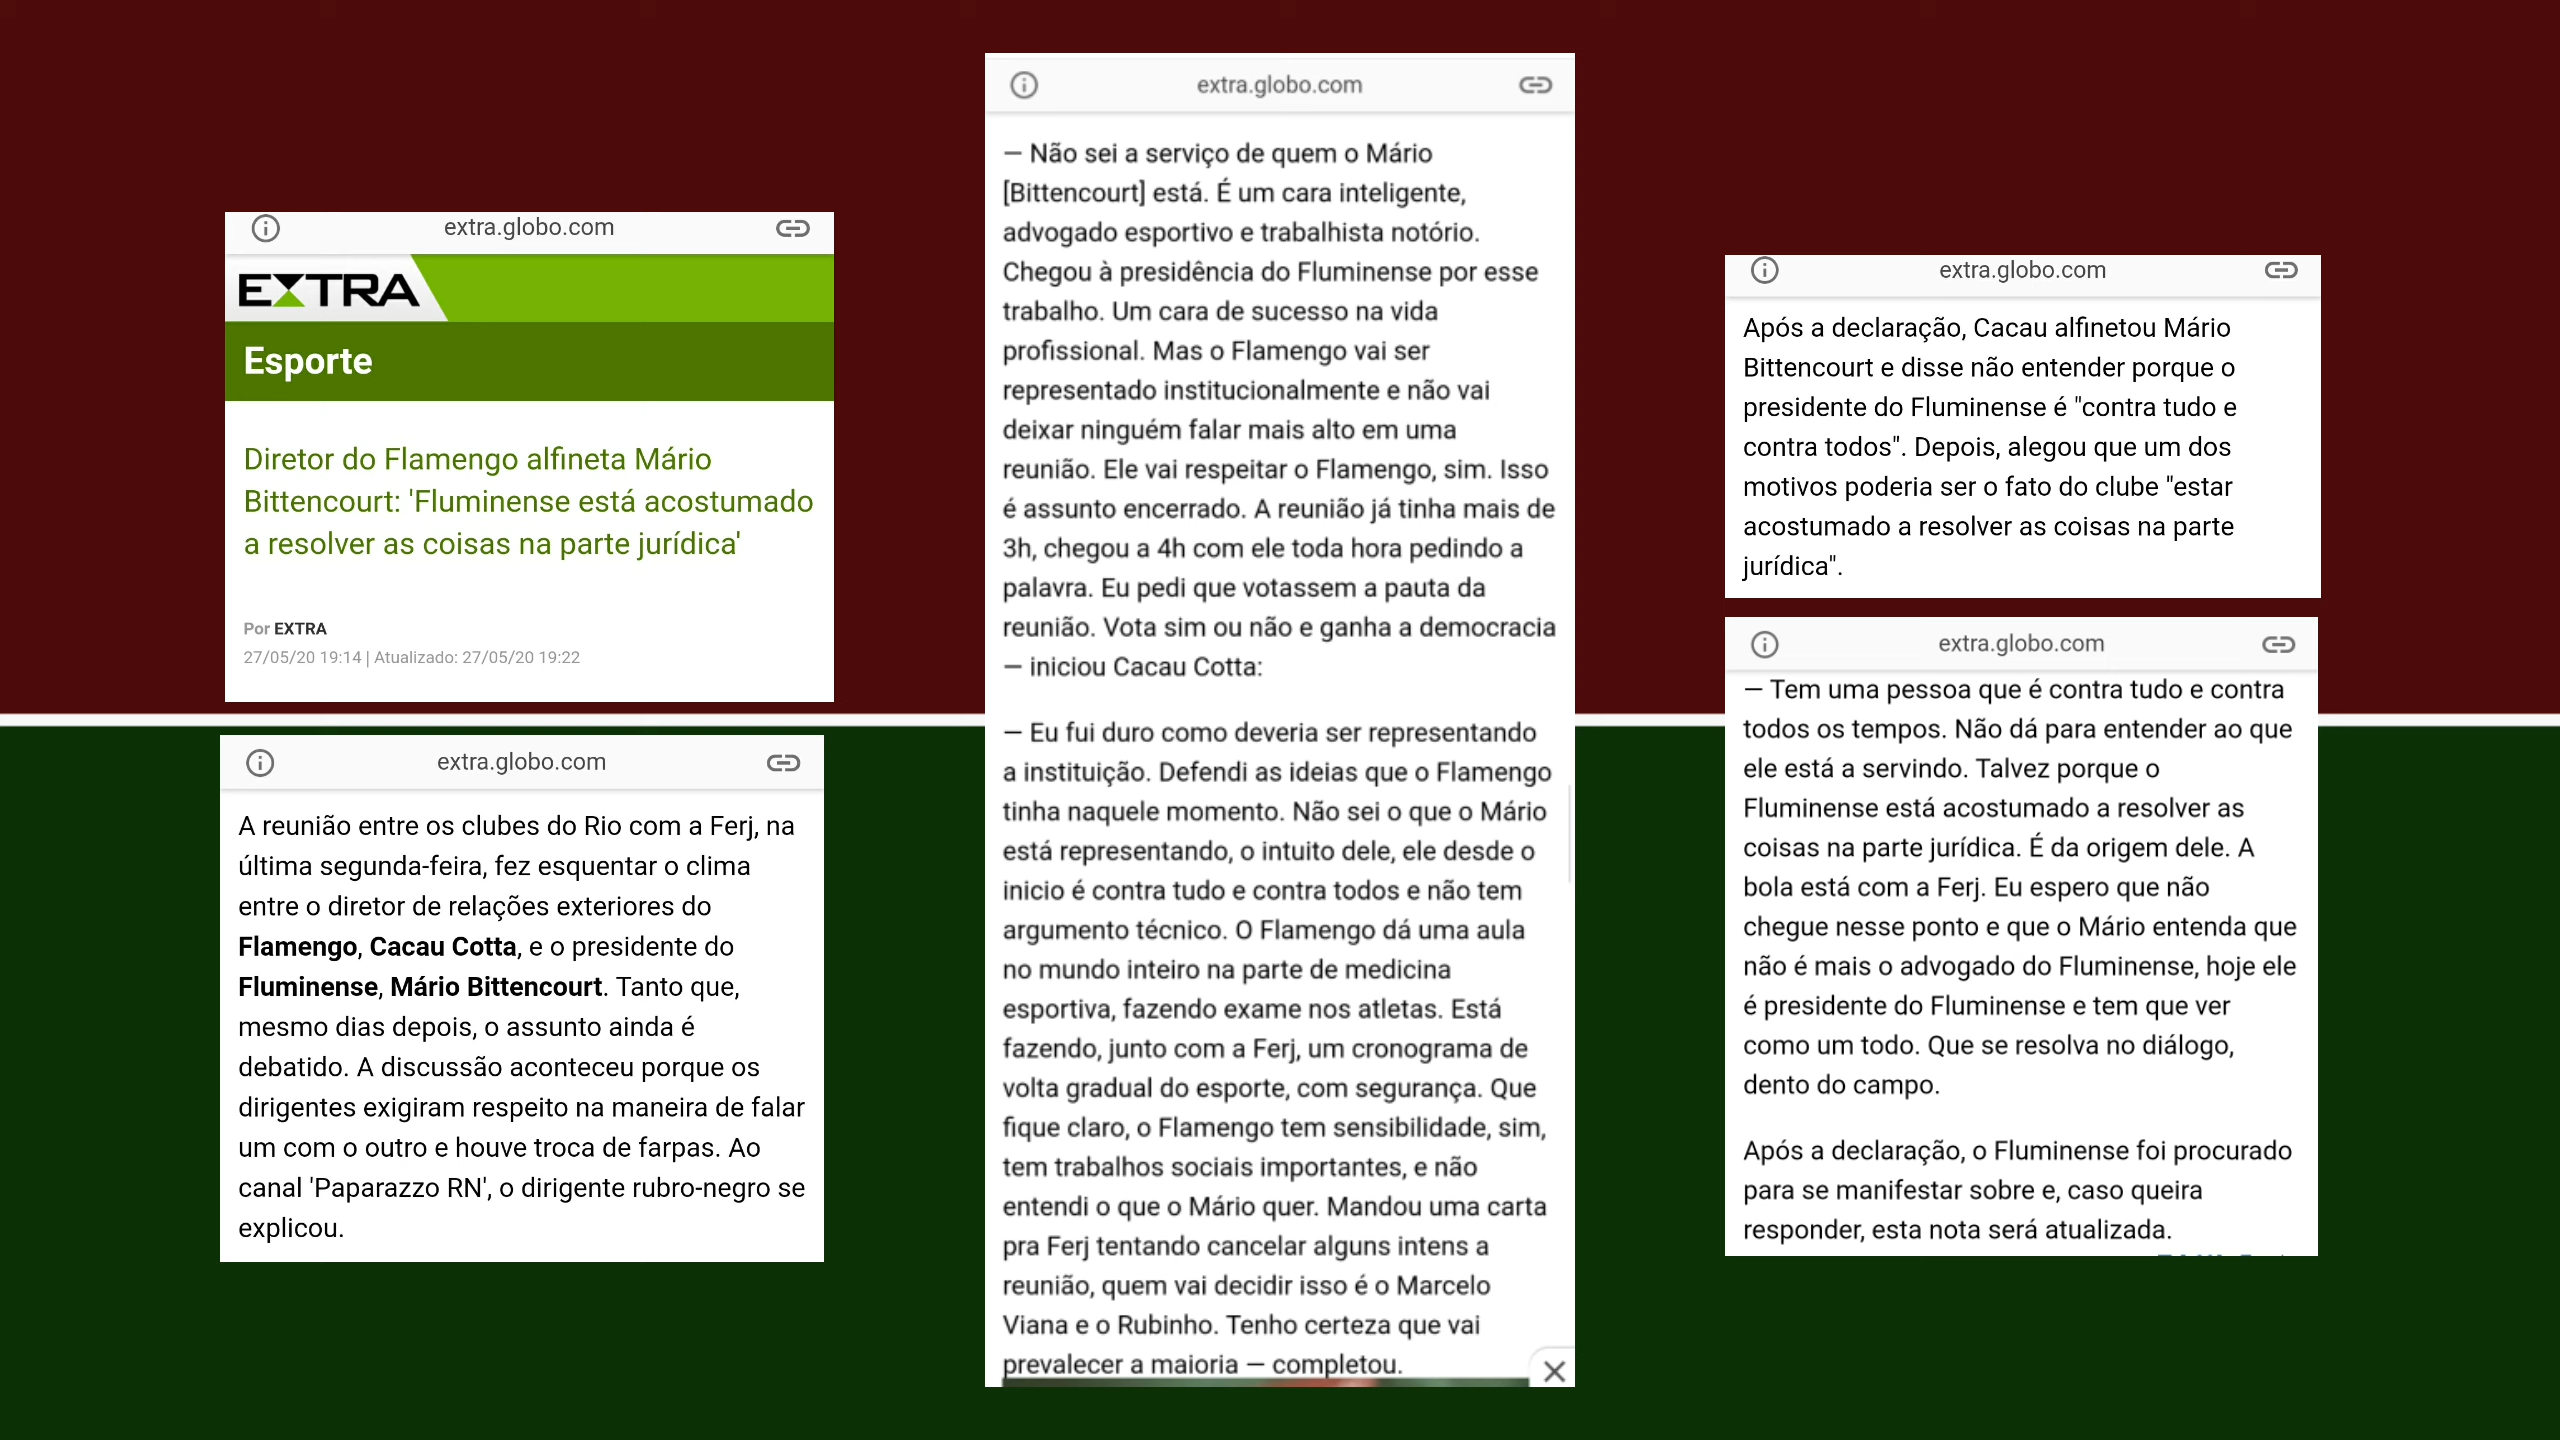 extra.globo.com
EXTRA
Esporte
Diretor do Flamengo alfineta Mário
Bittencourt: 'Fluminense está acostumado
a resolver as coisas na parte jurídica'
Por EXTRA
27/05/20 19:14 | Atualizado: 27/05/20 19:22
extra.globo.com
A reunião entre os clubes do Rio com a Ferj, na
última segunda-feira, fez esquentar o clima
entre o diretor de relações exteriores do
Flamengo, Cacau Cotta, e o presidente do
Fluminense, Mário Bittencourt. Tanto que,
mesmo dias depois, o assunto ainda é
debatido. A discussão aconteceu porque os
dirigentes exigiram respeito na maneira de falar
um com o outro e houve troca de farpas. Ao
canal 'Paparazzo RN', o dirigente rubro-negro se
explicou.
extra.globo.com
— Não sei a serviço de quem o Mário
[Bittencourt] está. É um cara inteligente,
advogado esportivo e trabalhista notório.
Chegou à presidência do Fluminense por esse
trabalho. Um cara de sucesso na vida
profissional. Mas o Flamengo vai ser
representado institucionalmente e não vai
deixar ninguém falar mais alto em uma
reunião. Ele vai respeitar o Flamengo, sim. Isso
é assunto encerrado. A reunião já tinha mais de
3h, chegou a 4h com ele toda hora pedindo a
palavra. Eu pedi que votassem a pauta da
reunião. Vota sim ou não e ganha a democracia
— iniciou Cacau Cotta:
— Eu fui duro como deveria ser representando
a instituição. Defendi as ideias que o Flamengo
tinha naquele momento. Não sei o que o Mário
está representando, o intuito dele, ele desde o
inicio é contra tudo e contra todos e não tem
argumento técnico. O Flamengo dá uma aula
no mundo inteiro na parte de medicina
esportiva, fazendo exame nos atletas. Está
fazendo, junto com a Ferj, um cronograma de
volta gradual do esporte, com segurança. Que
fique claro, o Flamengo tem sensibilidade, sim,
tem trabalhos sociais importantes, e não
entendi o que o Mário quer. Mandou uma carta
pra Ferj tentando cancelar alguns intens a
reunião, quem vai decidir isso é o Marcelo
Viana e o Rubinho. Tenho certeza que vai
prevalecer a maioria — completou.
extra.globo.com
Após a declaração, Cacau alfinetou Mário
Bittencourt e disse não entender porque o
presidente do Fluminense é "contra tudo e
contra todos". Depois, alegou que um dos
motivos poderia ser o fato do clube "estar
acostumado a resolver as coisas na parte
jurídica".
extra.globo.com
— Tem uma pessoa que é contra tudo e contra
todos os tempos. Não dá para entender ao que
ele está a servindo. Talvez porque o
Fluminense está acostumado a resolver as
coisas na parte jurídica. É da origem dele. A
bola está com a Ferj. Eu espero que não
chegue nesse ponto e que o Mário entenda que
não é mais o advogado do Fluminense, hoje ele
é presidente do Fluminense e tem que ver
como um todo. Que se resolva no diálogo,
dento do campo.
Após a declaração, o Fluminense foi procurado
para se manifestar sobre e, caso queira
responder, esta nota será atualizada.